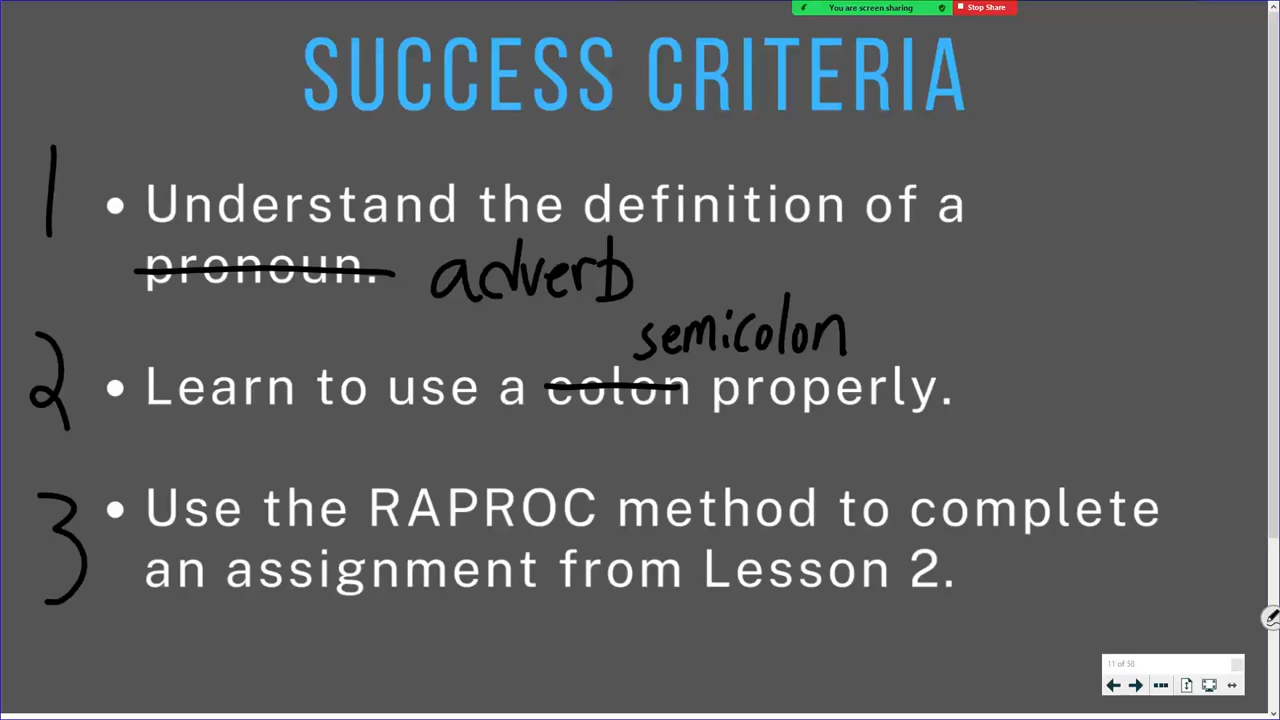 You are screen sharing Stop Share
SUCCESS CRITERIA
1 • Understand the definition of a
pronoun. adverb
semicolon
2 • Learn to use a colon properly.
3 • Use the RAPROC method to complete
an assignment from Lesson 2.
11 of 58